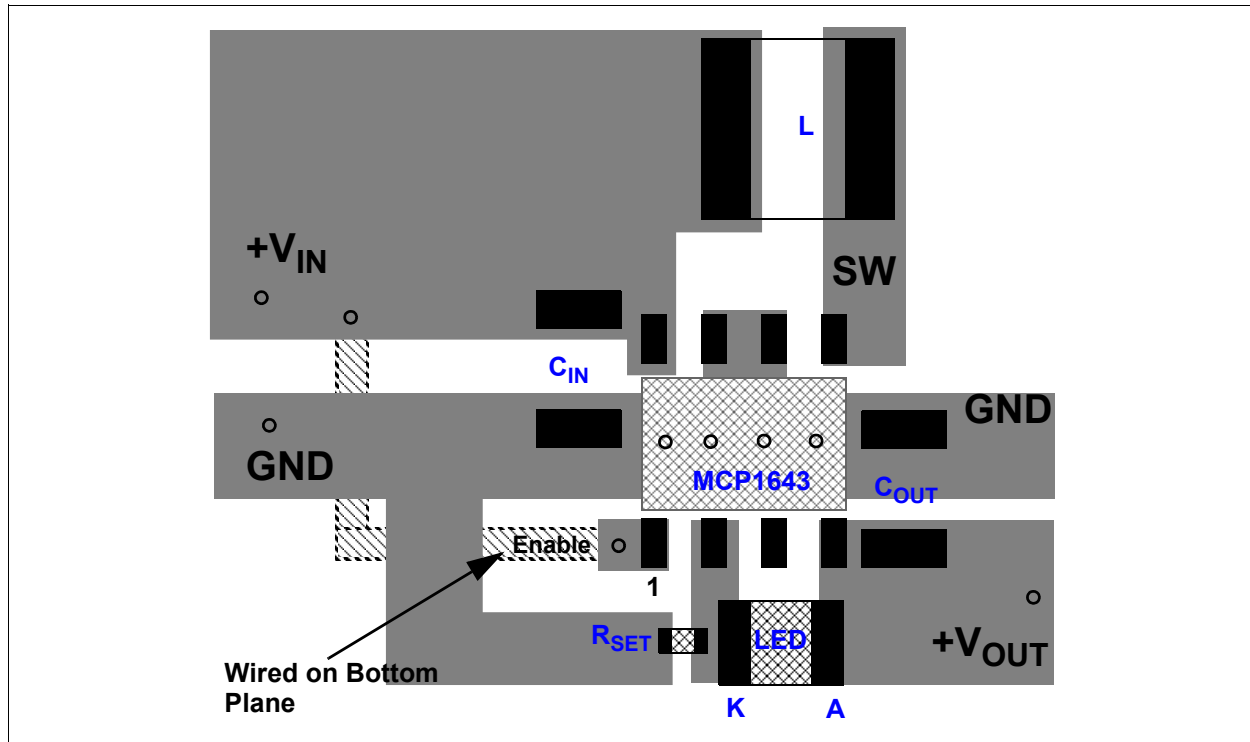 L
+VIN
SW
CIN
GND
GND
MCP1643
COUT
Enable
1
RSET
LED
+VOUT
Wired on Bottom
Plane
K
A